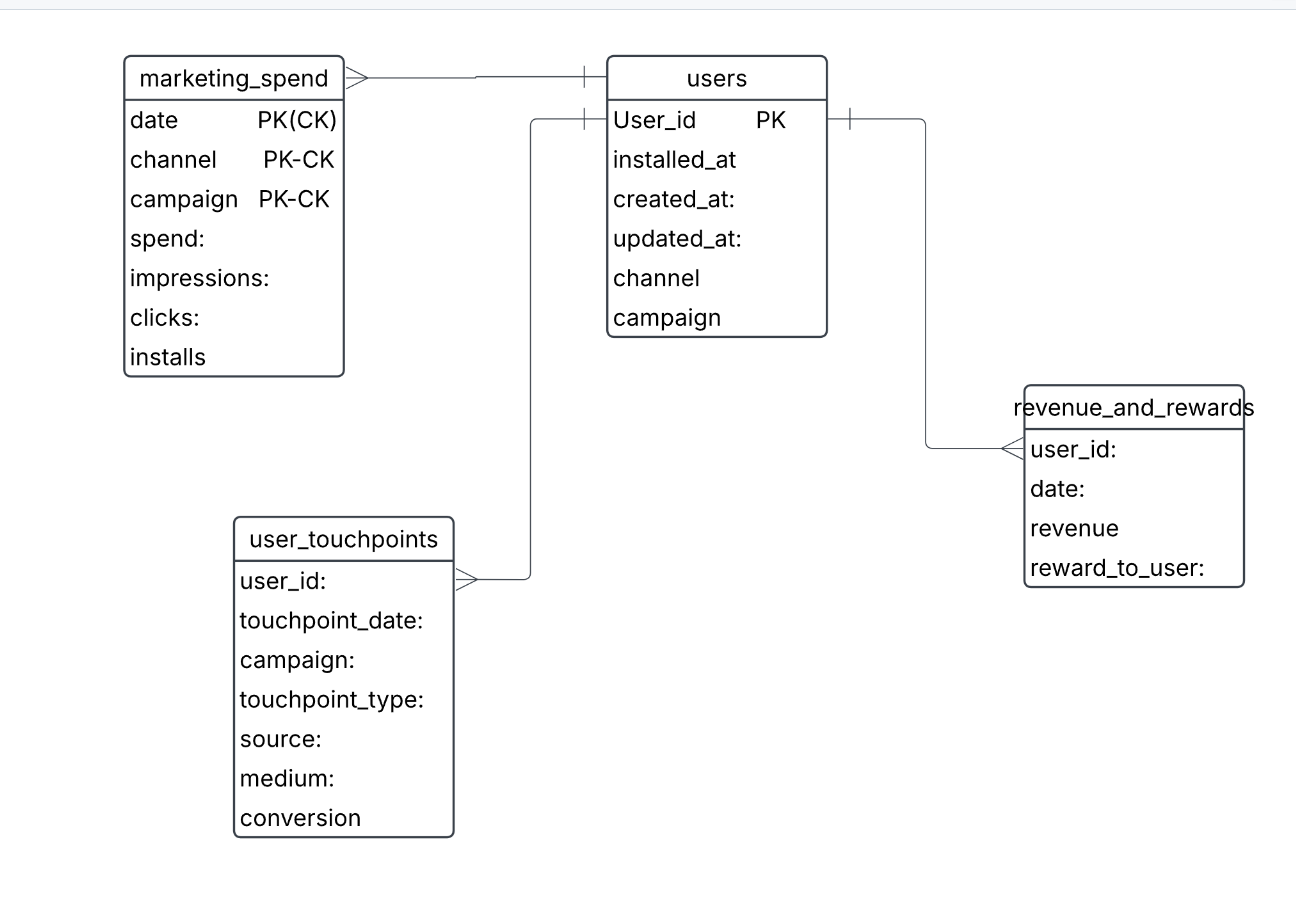 marketing_spend
date PK(CK)
channel PK-CK
campaign PK-CK
spend:
impressions:
clicks:
installs
users
User_id PK
installed_at
created_at:
updated_at:
channel
campaign
revenue_and_rewards
user_id:
date:
revenue
reward_to_user:
user_touchpoints
user_id:
touchpoint_date:
campaign:
touchpoint_type:
source:
medium:
conversion